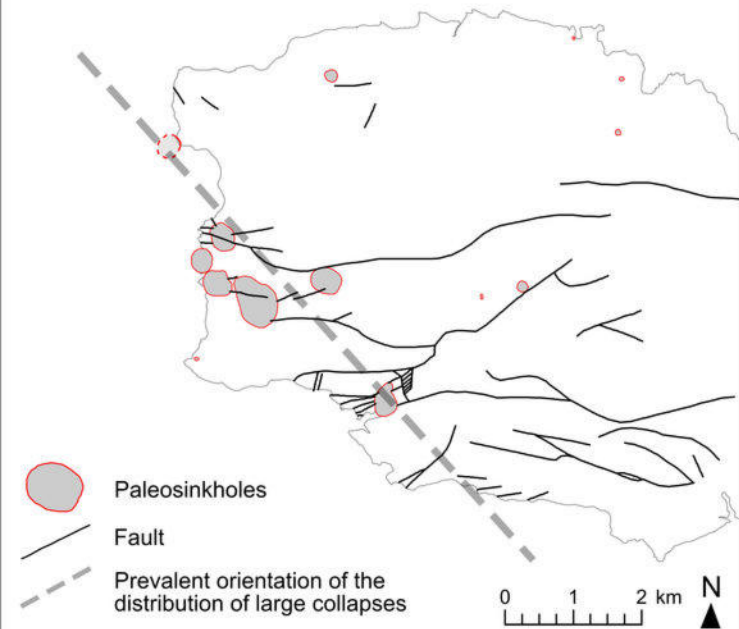 Paleosinkholes
Fault
Prevalent orientation of the
distribution of large collapses
0 1 2 km
N